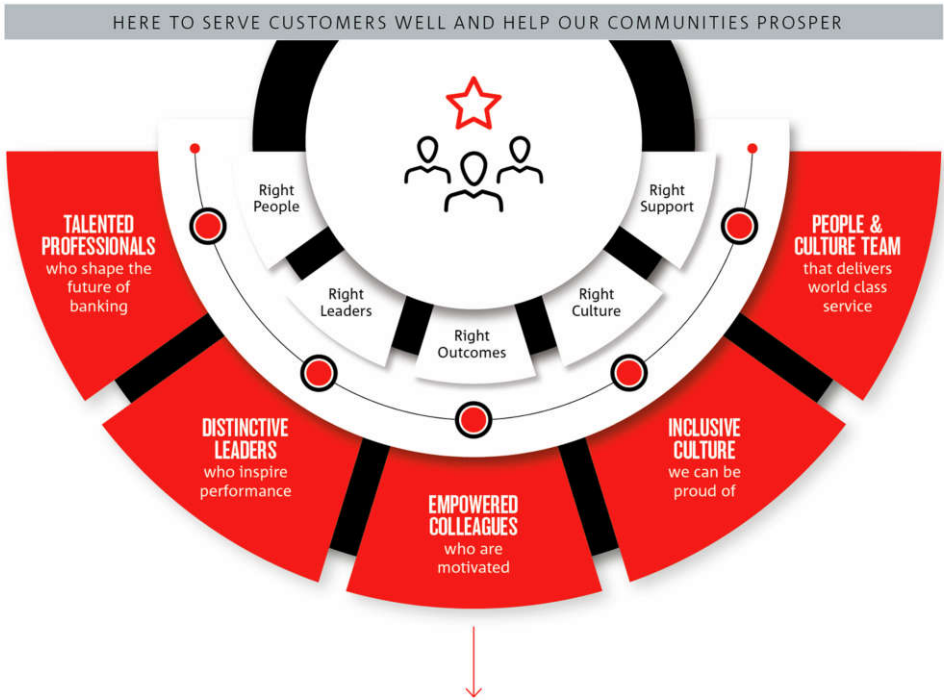 HERE TO SERVE CUSTOMERS WELL AND HELP OUR COMMUNITIES PROSPER
Right
People
Right
Support
Right
Leaders
Right
Culture
Right
Outcomes
TALENTED
PROFESSIONALS
who shape the
future of
banking
PEOPLE &
CULTURE TEAM
that delivers
world class
service
DISTINCTIVE
LEADERS
who inspire
performance
INCLUSIVE
CULTURE
we can be
proud of
EMPOWERED
COLLEAGUES
who are
motivated